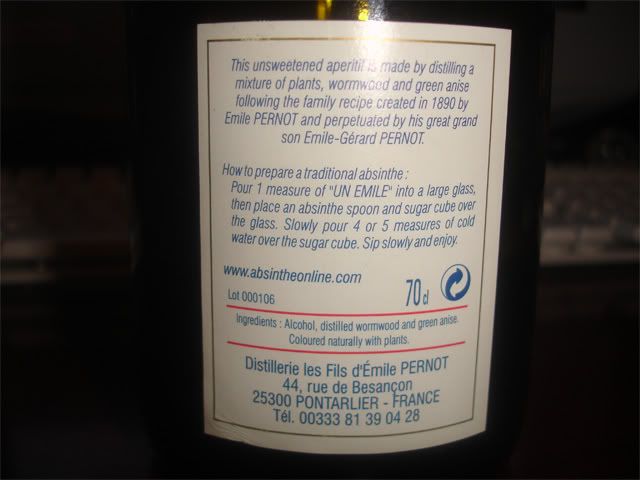 This unsweetened aperitif is made by distilling a
mixture of plants, wormwood and green anise
following the family recipe created in 1890 by
Emile PERNOT and perpetuated by his great grand
son Emile-Gérard PERNOT.
How to prepare a traditional absinthe :
Pour 1 measure of "UN EMILE" into a large glass,
then place an absinthe spoon and sugar cube over
the glass. Slowly pour 4 or 5 measures of cold
water over the sugar cube. Sip slowly and enjoy.
www.absintheonline.com
Lot 000106
70 cl
Ingredients : Alcohol, distilled wormwood and green anise.
Coloured naturally with plants.
Distillerie les Fils d'Émile PERNOT
44, rue de Besançon
25300 PONTARLIER - FRANCE
Tél. 00333 81 39 04 28